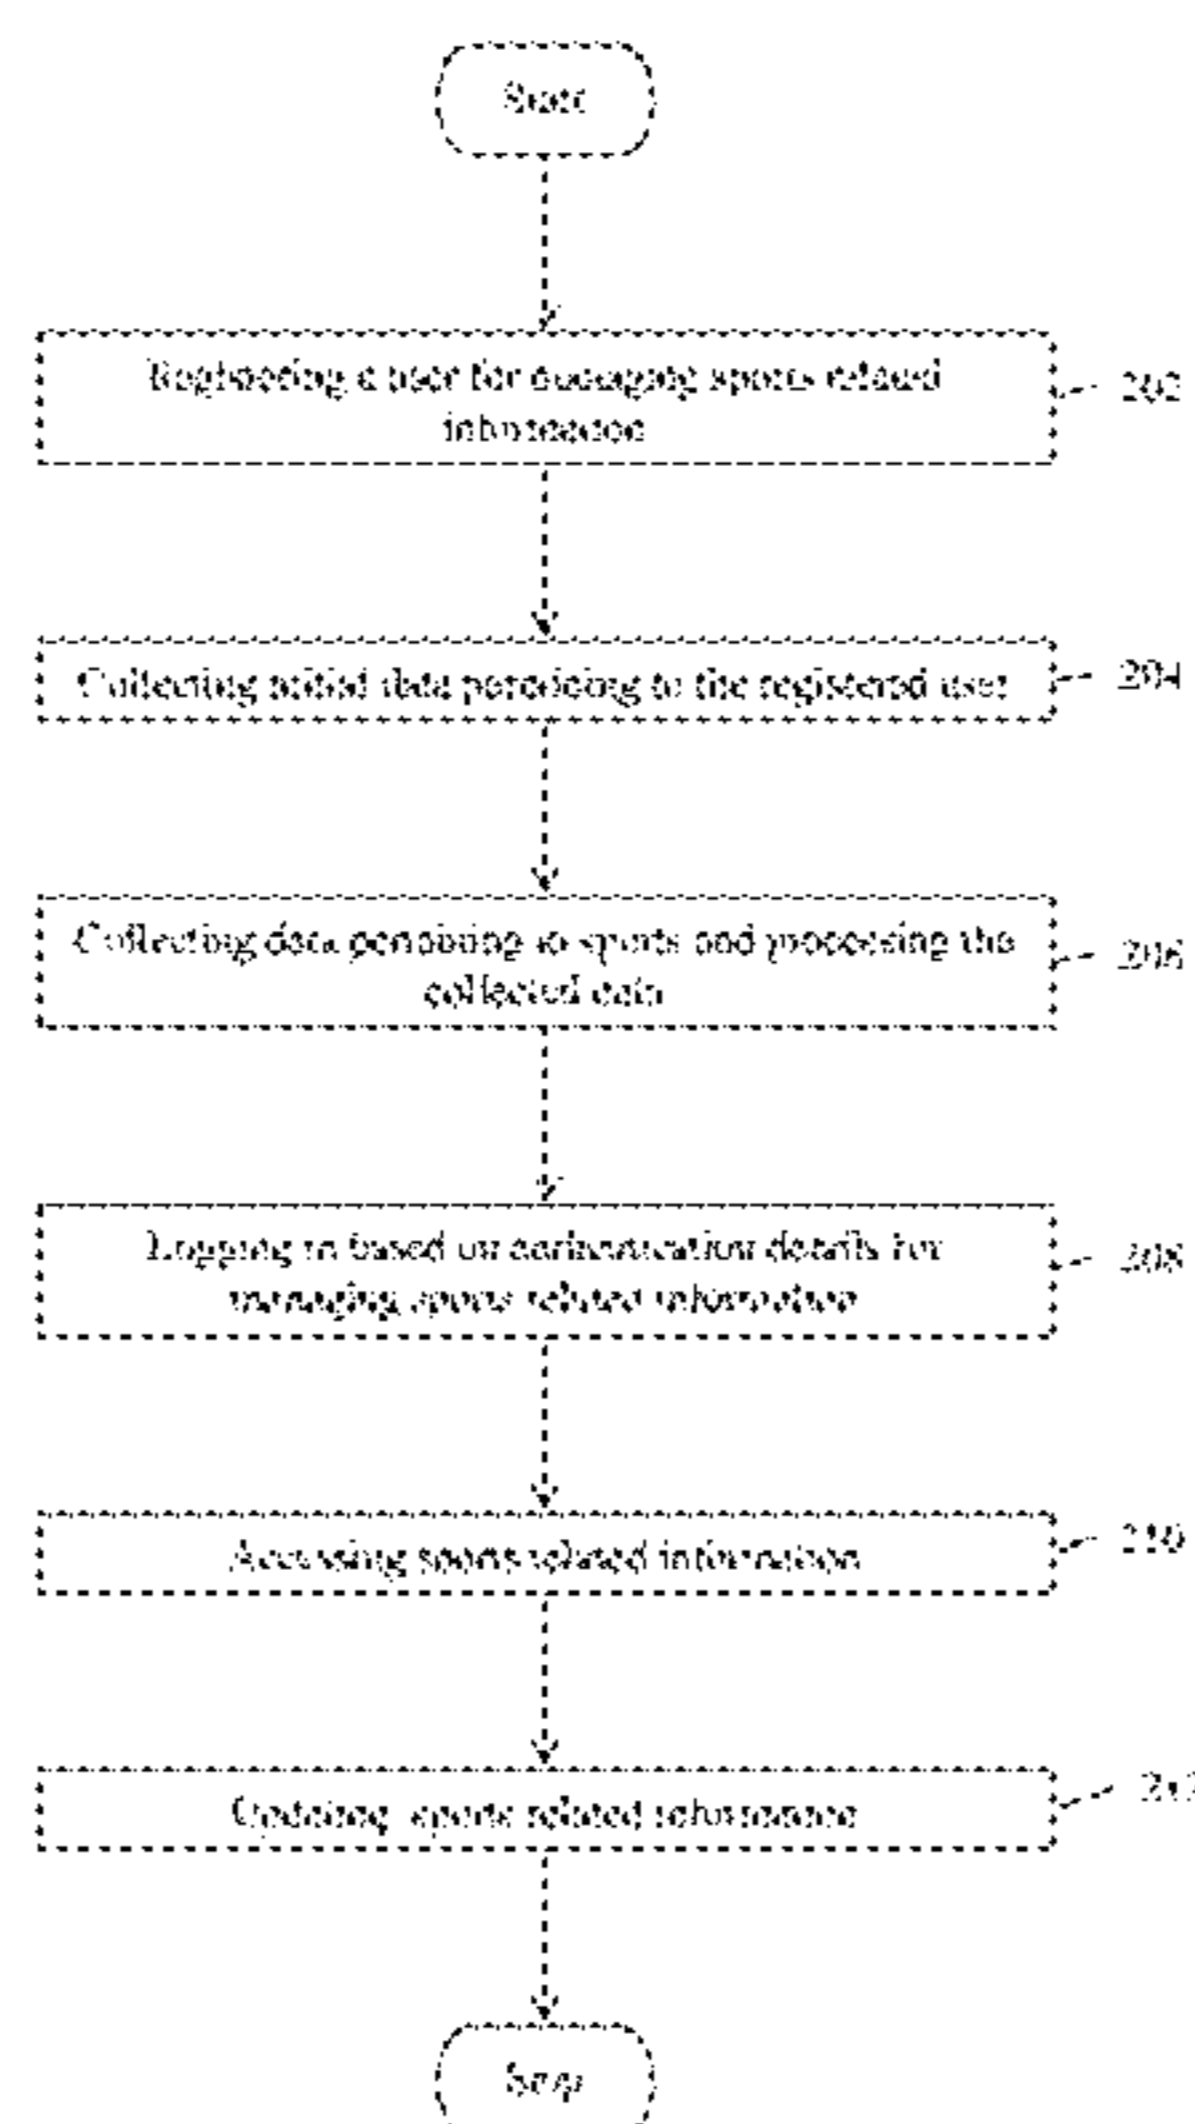 Start
Registering a user for managing sports related
information
202
Collecting initial data pertaining to the registered user
204
Collecting data pertaining to sports and processing the
collected data
206
Logging in based on authentication details for
managing sports related information
208
Accessing sports related information
210
Updating sports related information
212
Stop